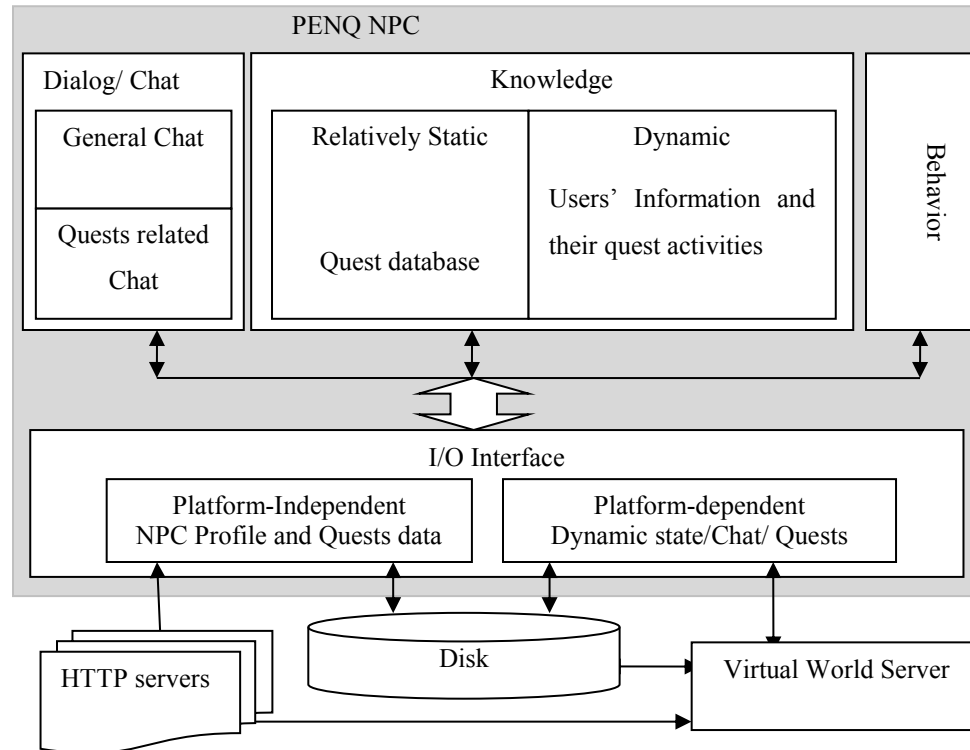 PENQ NPC
Dialog/ Chat
General Chat
Quests related
Chat
Knowledge
Relatively Static
Quest database
Dynamic
Users’ Information and
their quest activities
Behavior
I/O Interface
Platform-Independent
NPC Profile and Quests data
Platform-dependent
Dynamic state/Chat/ Quests
HTTP servers
Disk
Virtual World Server